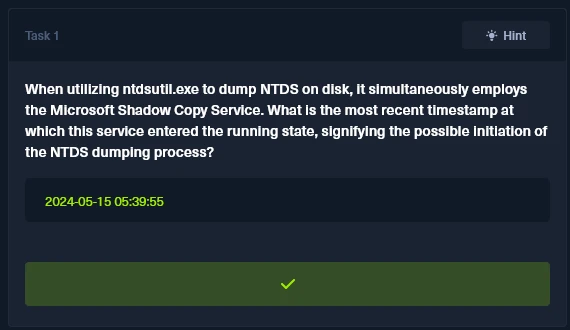 Task 1
Hint
When utilizing ntdsutil.exe to dump NTDS on disk, it simultaneously employs
the Microsoft Shadow Copy Service. What is the most recent timestamp at
which this service entered the running state, signifying the possible initiation of
the NTDS dumping process?
2024-05-15 05:39:55